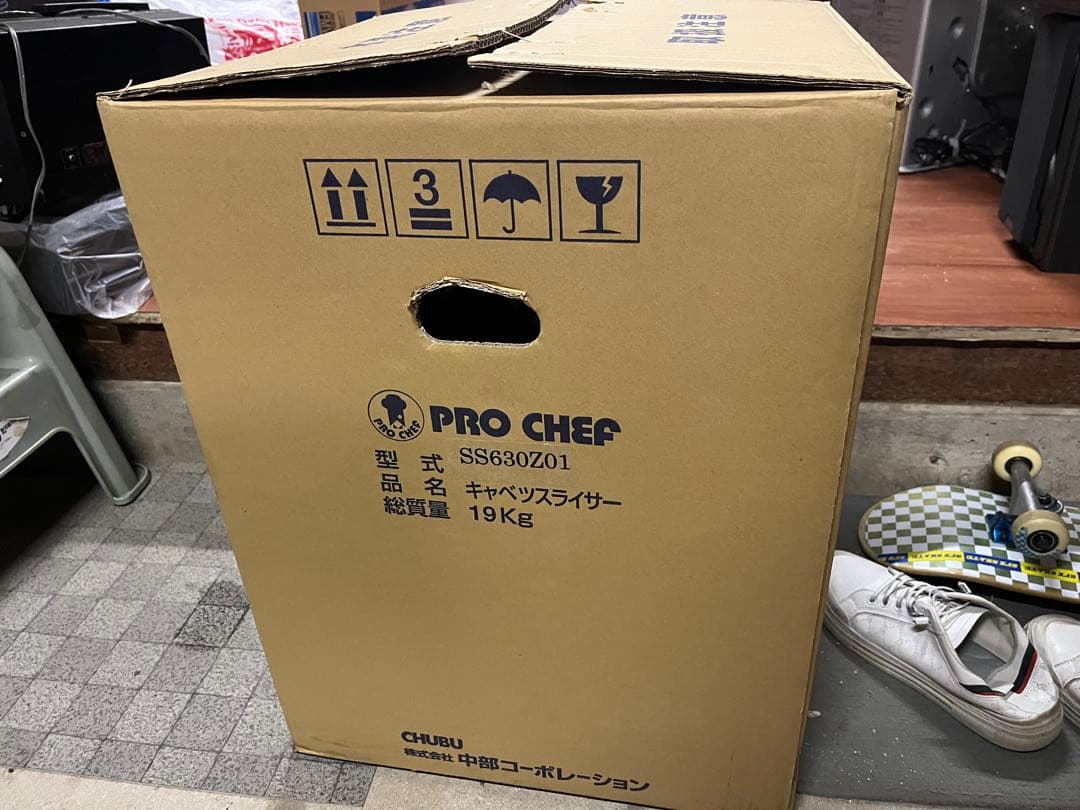 3
PRO CHEF
PRO CHEF
型 式 SS630Z01
品 名 キャベツスライサー
総質量 19Kg
CHUBU
株式会社 中部コーポレーション